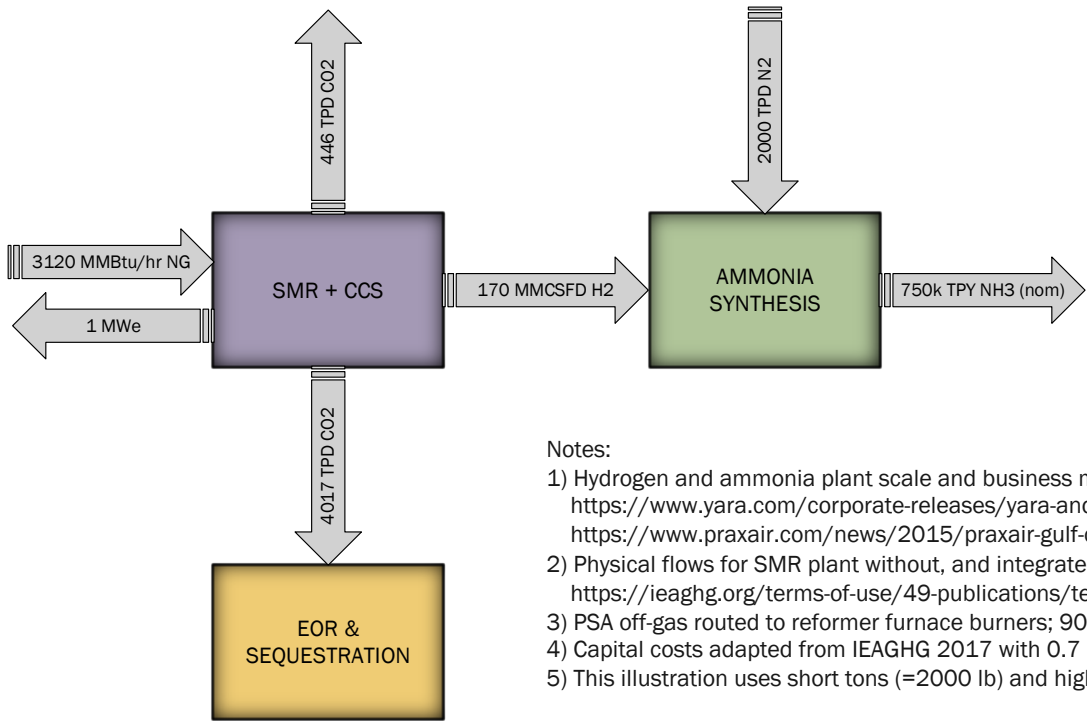 446 TPD CO2
2000 TPD N2
3120 MMBtu/hr NG
SMR + CCS
170 MMCSFD H2
AMMONIA
SYNTHESIS
750k TPY NH3 (nom)
1 MWe
4017 TPD CO2
EOR &
SEQUESTRATION
Notes:
1) Hydrogen and ammonia plant scale and business
https://www.yara.com/corporate-releases/yara-and
https://www.praxair.com/news/2015/praxair-gulf-
2) Physical flows for SMR plant without, and integrate
https://ieaghg.org/terms-of-use/49-publications/te
3) PSA off-gas routed to reformer furnace burners; 90
4) Capital costs adapted from IEAGHG 2017 with 0.7
5) This illustration uses short tons (=2000 lb) and hig